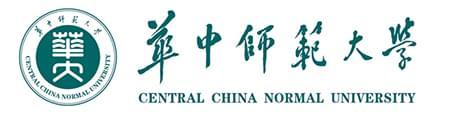 華中師範大學
CENTRAL CHINA NORMAL UNIVERSITY
華中師範大學
CENTRAL CHINA NORMAL UNIVERSITY